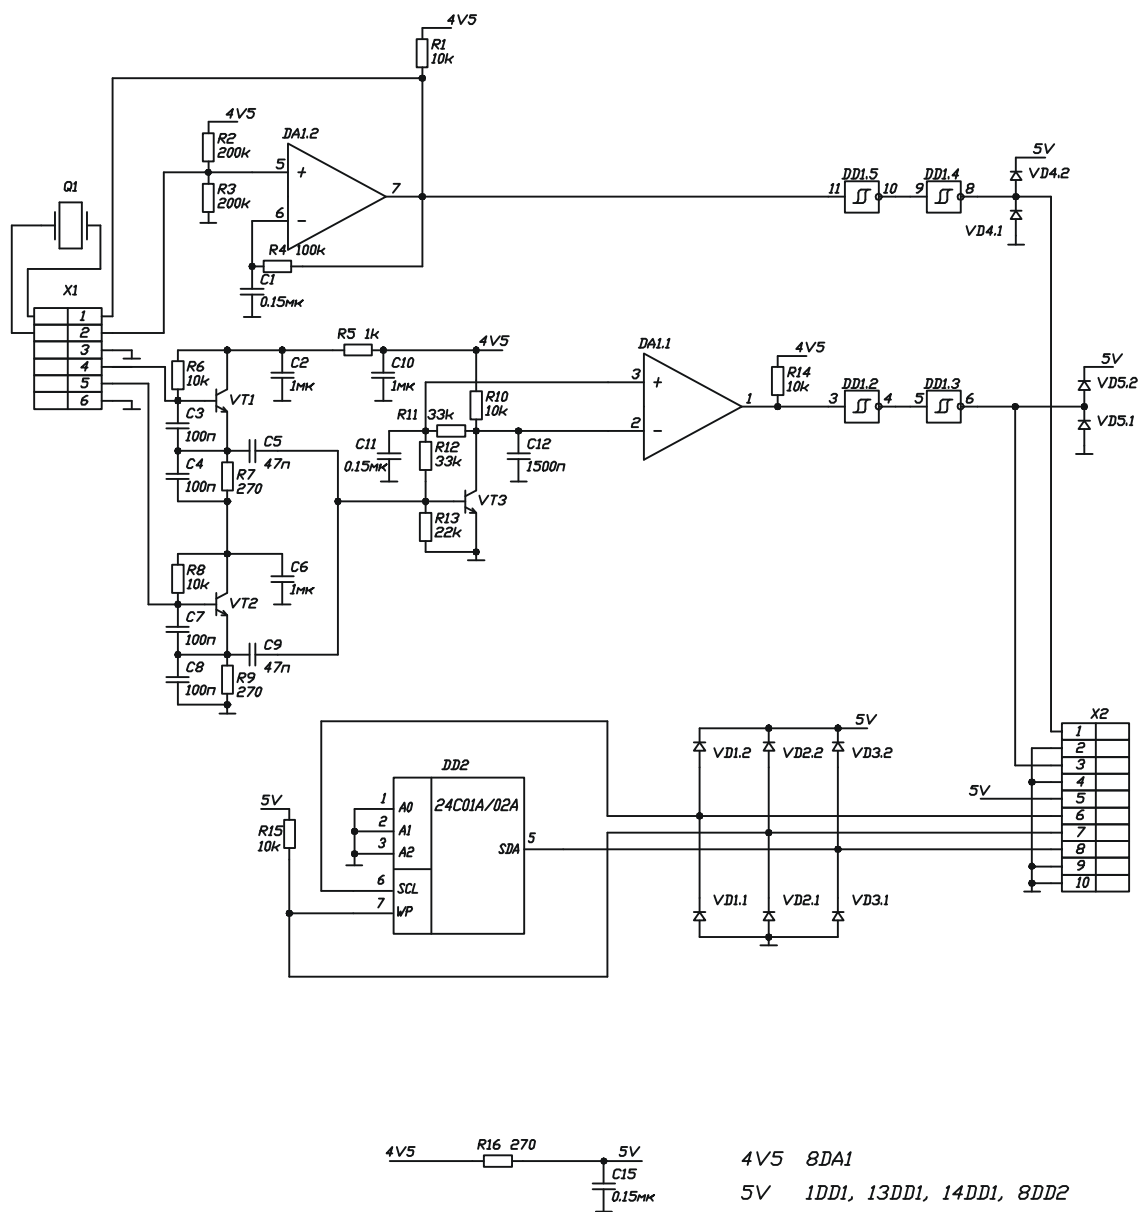 4V5
R1
10k
4V5
R2
200k
DA1.2
5
+
7
R3
200k
6
−
Q1
R4 100k
C1
0.15мк
5V
DD1.5
DD1.4
VD4.2
11
10
9
8
VD4.1
X1
1
2
3
4
5
6
R5 1k
4V5
R6
10k
C2
1мк
C10
1мк
VT1
C3
100п
R10
10k
R11 33k
C11
0.15мк
R12
33k
C12
1500п
C5
47п
C4
100п
R7
270
VT3
R13
22k
DA1.1
3
+
2
−
1
4V5
R14
10k
DD1.2
DD1.3
3
4
5
6
5V
VD5.2
VD5.1
R8
10k
C6
1мк
VT2
C7
100п
C9
47п
C8
100п
R9
270
5V
VD1.2
VD2.2
VD3.2
X2
1
2
3
4
5V
5
6
7
8
9
10
DD2
24C01A/02A
5V
R15
10k
1
A0
2
A1
3
A2
SDA
5
6
SCL
7
WP
VD1.1
VD2.1
VD3.1
4V5
R16 270
5V
C15
0.15мк
4V5 8DA1
5V 1DD1, 13DD1, 14DD1, 8DD2